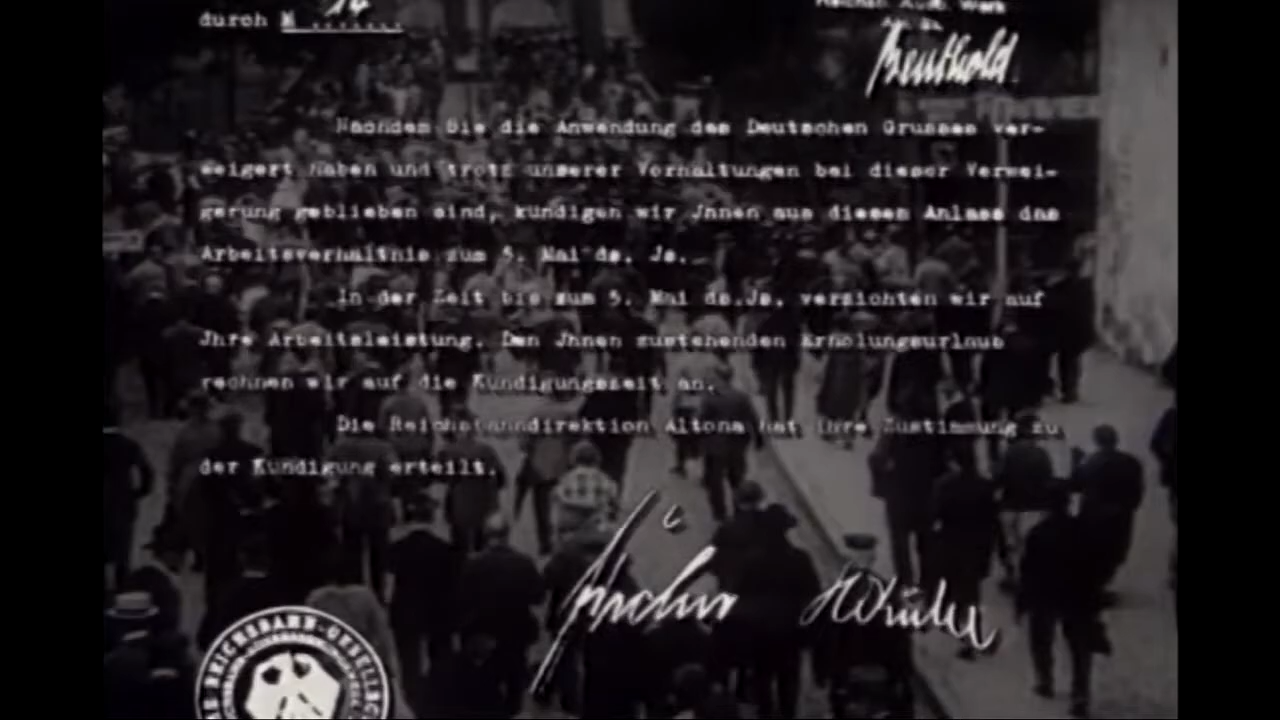 durch M
Nachdem Sie die Anwendung des Deutschen Grusses ver-
weigert haben und trotz unserer Vorhaltungen bei dieser Verwei-
gerung geblieben sind, kündigen wir Jhnen aus diesem Anlass das
Arbeitsverhältnis zum 5. Mai ds. Js.
In der Zeit bis zum 5. Mai ds.Js. verzichten wir auf
Jhre Arbeitsleistung. Den Jhnen zustehenden Erholungsurlaub
rechnen wir auf die Kündigungszeit an.
Die Reichsbahndirektion Altona hat ihre Zustimmung zu
der Kündigung erteilt.
REICHSBAHN-GESELLSC